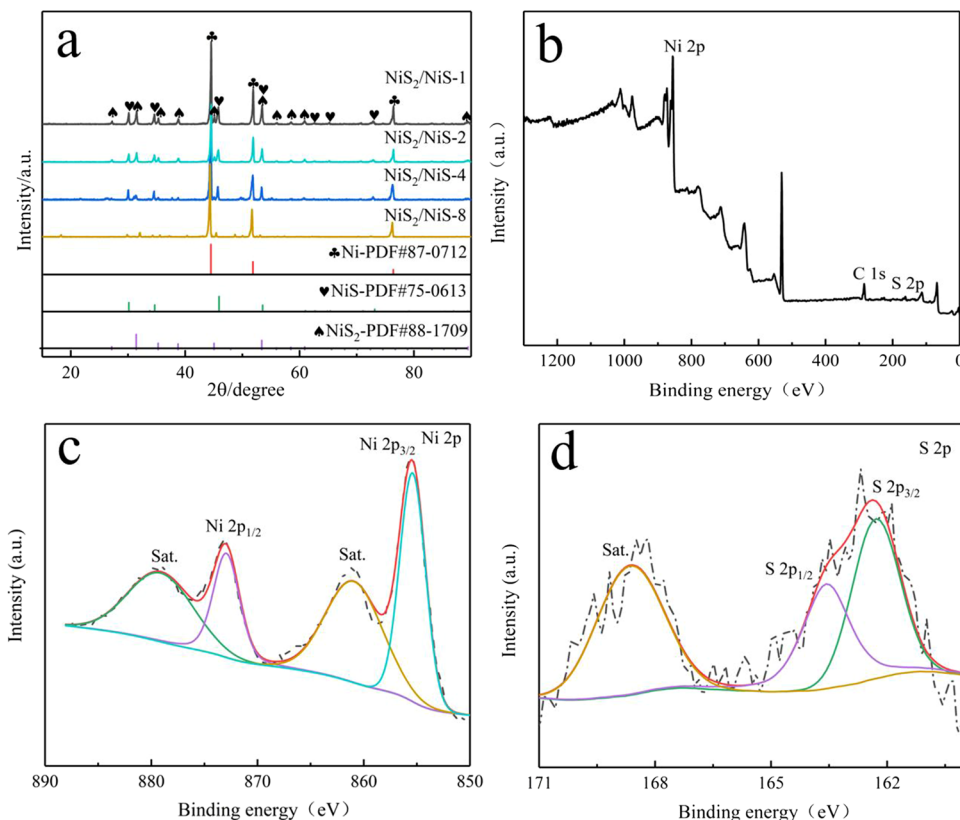 a
NiS₂/NiS-1
NiS₂/NiS-2
NiS₂/NiS-4
NiS₂/NiS-8
♣Ni-PDF#87-0712
♥NiS-PDF#75-0613
♠NiS₂-PDF#88-1709
Intensity/a.u.
20 40 60 80
2θ/degree
b
Ni 2p
C 1s
S 2p
Intensity（a.u.）
1200 1000 800 600 400 200 0
Binding energy（eV）
c
Ni 2p₃/₂ Ni 2p
Ni 2p₁/₂
Sat.
Sat.
Intensity (a.u.)
890 880 870 860 850
Binding energy（eV）
d
S 2p
S 2p₃/₂
S 2p₁/₂
Sat.
Intensity (a.u.)
171 168 165 162
Binding energy（eV）